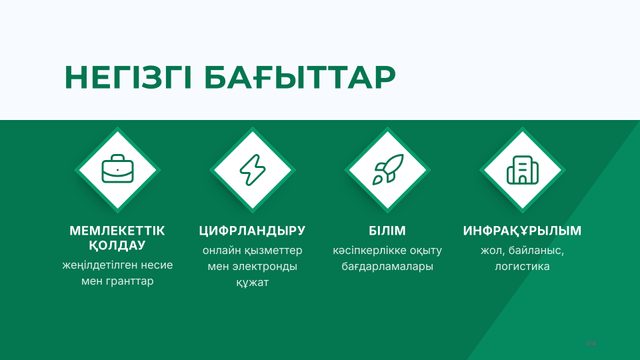 НЕГІЗГІ БАҒЫТТАР
МЕМЛЕКЕТТІК
ҚОЛДАУ
жеңілдетілген несие
мен гранттар
ЦИФРЛАНДЫРУ
онлайн қызметтер
мен электронды
құжат
БІЛІМ
кәсіпкерлікке оқыту
бағдарламалары
ИНФРАҚҰРЫЛЫМ
жол, байланыс,
логистика